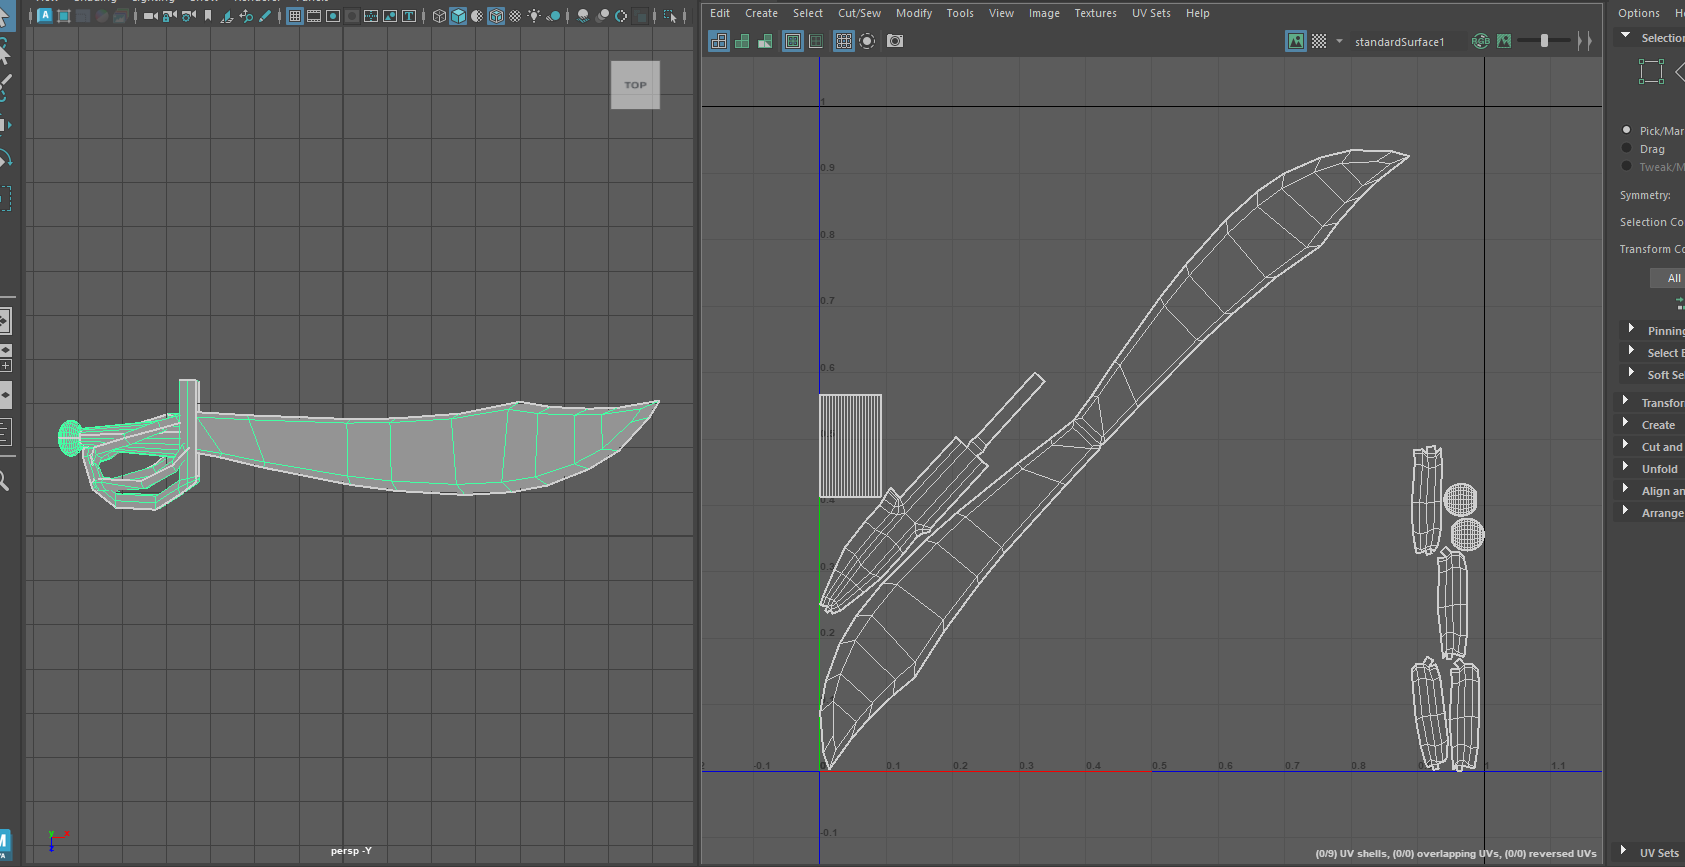 Edit Create Select Cut/Sew Modify Tools View Image Textures UV Sets Help
Options
standardSurface1
RGB
TOP
persp -Y
y
x
z
1
0.9
0.8
0.7
0.6
0.3
0.2
-0.1 0.1 0.2 0.3 0.4 0.5 0.6 0.7 0.8 1 1.1
-0.1
(0/9) UV shells, (0/0) overlapping UVs, (0/0) reversed UVs
Selection
Pick/Mar
Drag
Tweak/M
Symmetry:
Selection Co
Transform Co
All
Pinning
Select E
Soft Se
Transfor
Create
Cut and
Unfold
Align an
Arrange
UV Sets